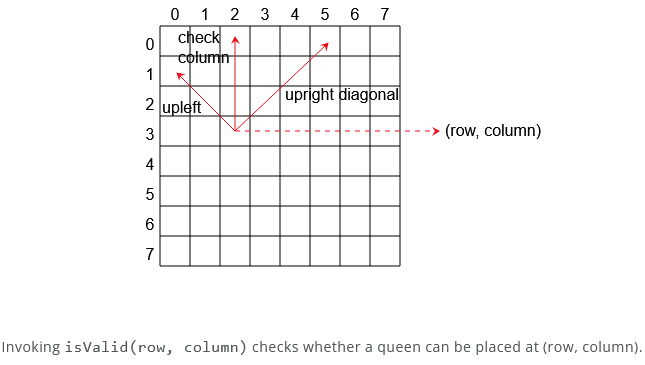 0 1 2 3 4 5 6 7
0
check
column
1
upright diagonal
2
upleft
3
(row, column)
4
5
6
7
Invoking isValid(row, column) checks whether a queen can be placed at (row, column).